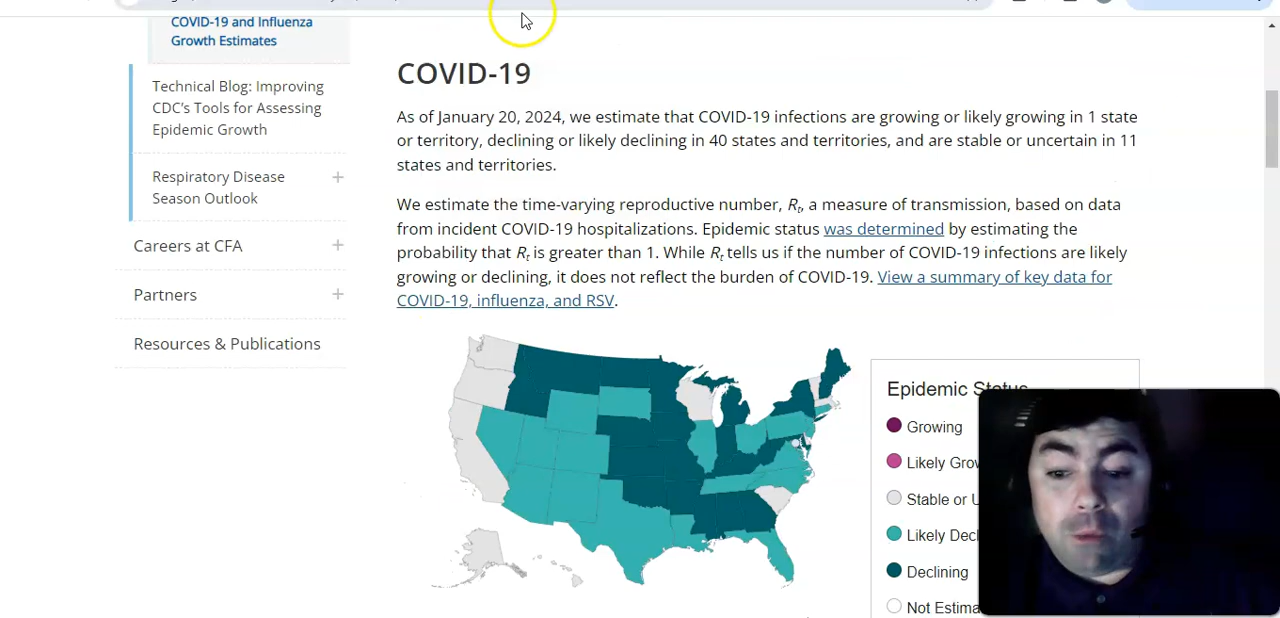 COVID-19 and Influenza
Growth Estimates
Technical Blog: Improving
CDC's Tools for Assessing
Epidemic Growth
Respiratory Disease
Season Outlook
Careers at CFA
Partners
Resources & Publications
COVID-19
As of January 20, 2024, we estimate that COVID-19 infections are growing or likely growing in 1 state
or territory, declining or likely declining in 40 states and territories, and are stable or uncertain in 11
states and territories.
We estimate the time-varying reproductive number, Rt, a measure of transmission, based on data
from incident COVID-19 hospitalizations. Epidemic status was determined by estimating the
probability that Rt is greater than 1. While Rt tells us if the number of COVID-19 infections are likely
growing or declining, it does not reflect the burden of COVID-19. View a summary of key data for
COVID-19, influenza, and RSV.
Epidemic Status
Growing
Likely
Stable or
Likely
Declining
Not